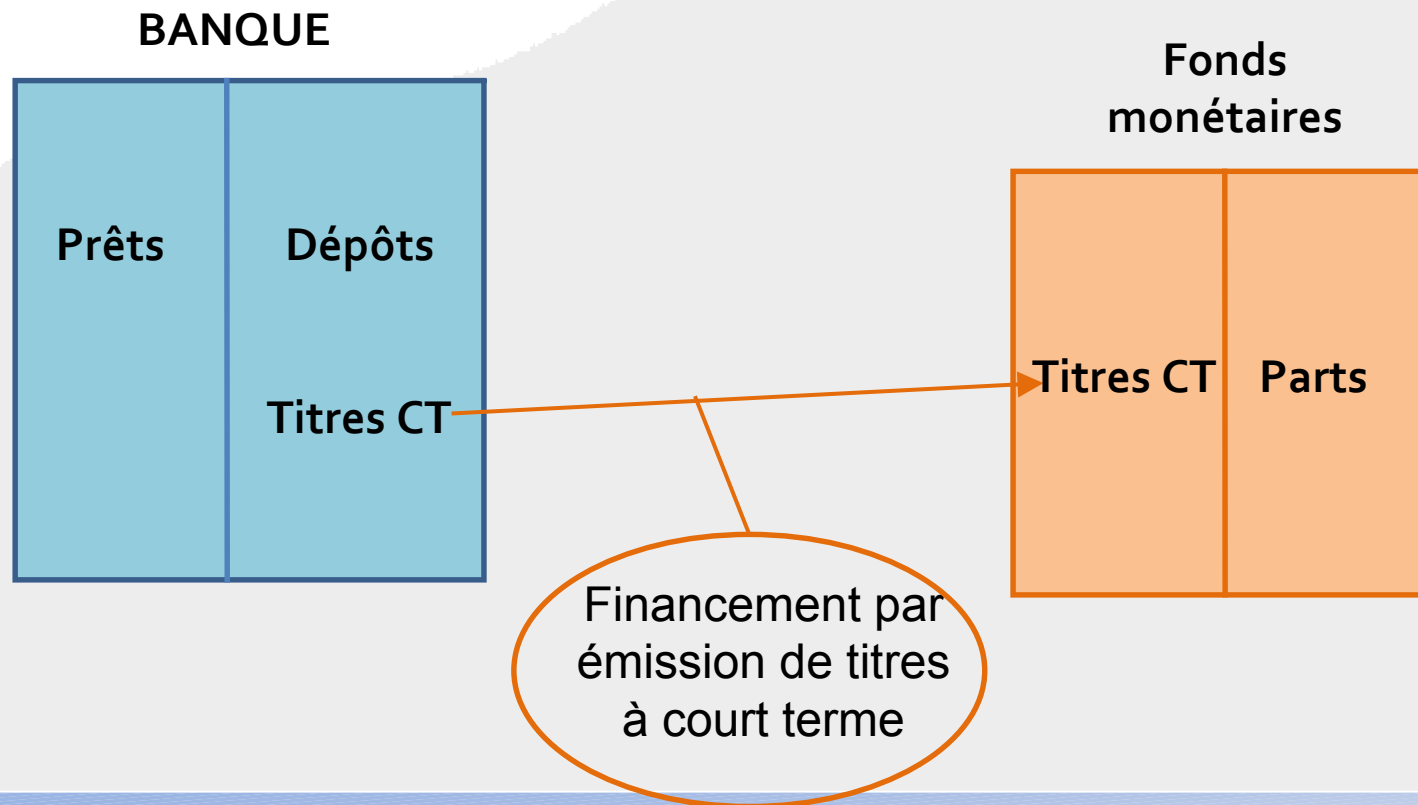 BANQUE
Fonds
monétaires
Prêts
Dépôts
Titres CT
Titres CT
Parts
Financement par
émission de titres
à court terme